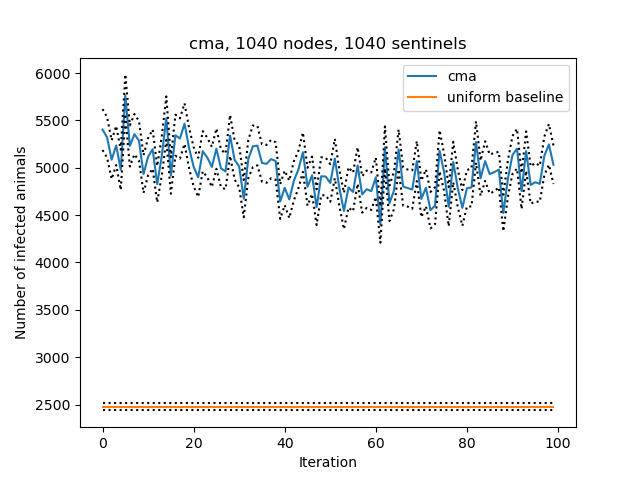 cma, 1040 nodes, 1040 sentinels
cma
uniform baseline
Number of infected animals
6000
5500
5000
4500
4000
3500
3000
2500
0 20 40 60 80 100
Iteration